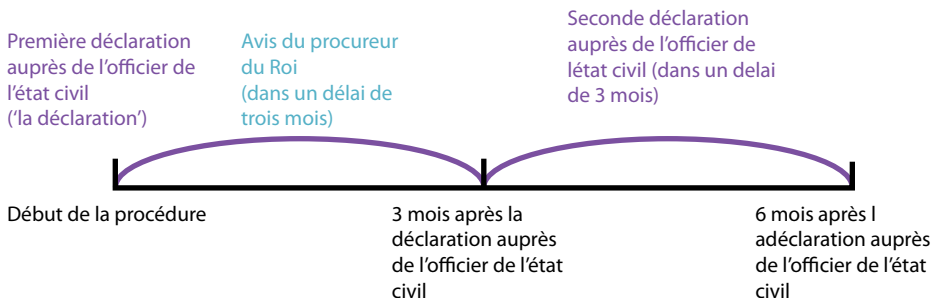 Première déclaration
auprès de l’officier de
l’état civil
(‘la déclaration’)
Avis du procureur
du Roi
(dans un délai de
trois mois)
Seconde déclaration
auprès de l’officier de
létat civil (dans un delai
de 3 mois)
Début de la procédure
3 mois après la
déclaration auprès
de l’officier de l’état
civil
6 mois après l
adéclaration auprès
de l’officier de l’état
civil